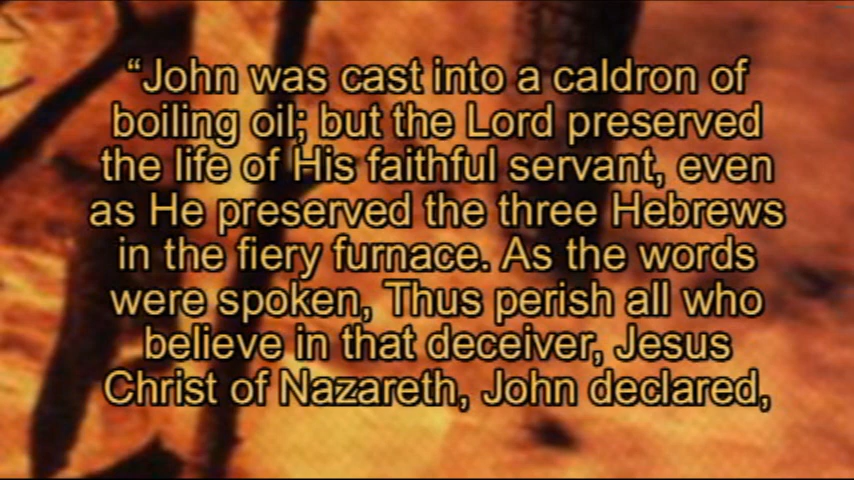 “John was cast into a caldron of
boiling oil; but the Lord preserved
the life of His faithful servant, even
as He preserved the three Hebrews
in the fiery furnace. As the words
were spoken, Thus perish all who
believe in that deceiver, Jesus
Christ of Nazareth, John declared,